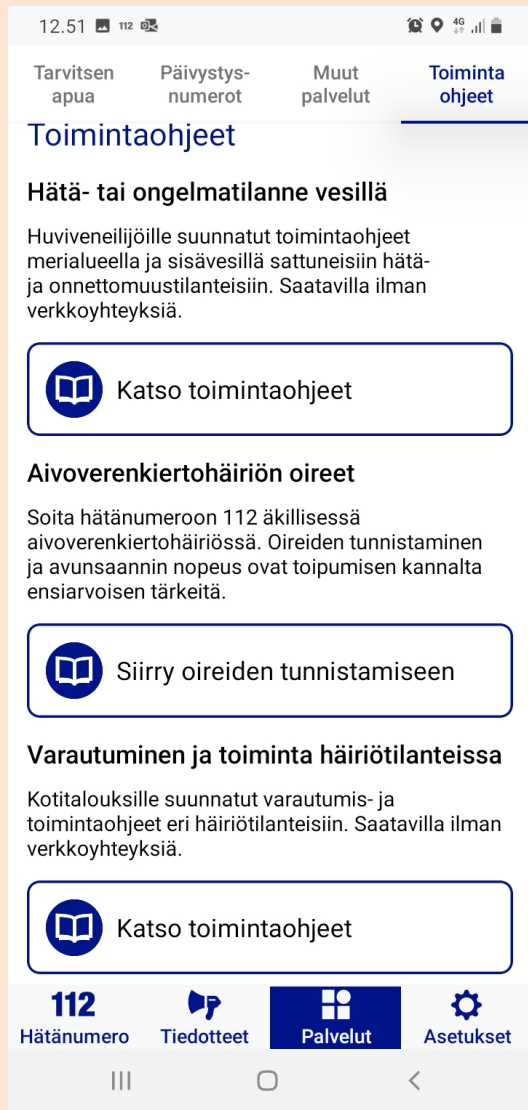 12.51 112 4G
Tarvitsen apua
Päivystys-
numerot
Muut palvelut
Toiminta ohjeet
Toimintaohjeet
Hätä- tai ongelmatilanne vesillä
Huviveneilijöille suunnatut toimintaohjeet
merialueella ja sisävesillä sattuneisiin hätä-
ja onnettomuustilanteisiin. Saatavilla ilman
verkkoyhteyksiä.
Katso toimintaohjeet
Aivoverenkiertohäiriön oireet
Soita hätänumeroon 112 äkillisessä
aivoverenkiertohäiriössä. Oireiden tunnistaminen
ja avunsaannin nopeus ovat toipumisen kannalta
ensiarvoisen tärkeitä.
Siirry oireiden tunnistamiseen
Varautuminen ja toiminta häiriötilanteissa
Kotitalouksille suunnatut varautumis- ja
toimintaohjeet eri häiriötilanteisiin. Saatavilla ilman
verkkoyhteyksiä.
Katso toimintaohjeet
112
Hätänumero Tiedotteet Palvelut Asetukset